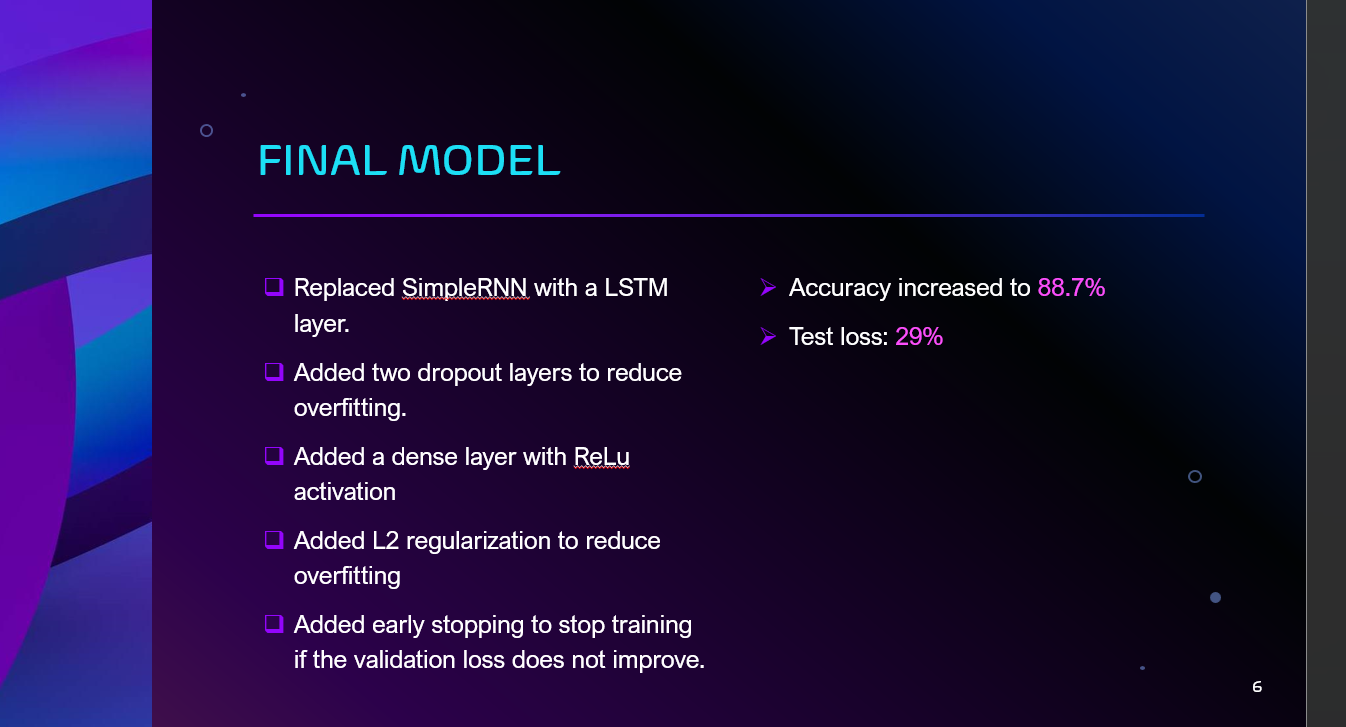 FINAL MODEL
Replaced SimpleRNN with a LSTM
layer.
Added two dropout layers to reduce
overfitting.
Added a dense layer with ReLu
activation
Added L2 regularization to reduce
overfitting
Added early stopping to stop training
if the validation loss does not improve.
Accuracy increased to 88.7%
Test loss: 29%
6